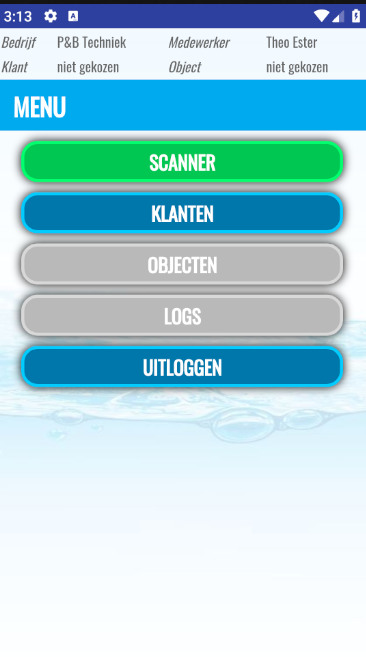 3:13
Bedrijf P&B Techniek Medewerker Theo Ester
Klant niet gekozen Object niet gekozen
MENU
SCANNER
KLANTEN
OBJECTEN
LOGS
UITLOGGEN